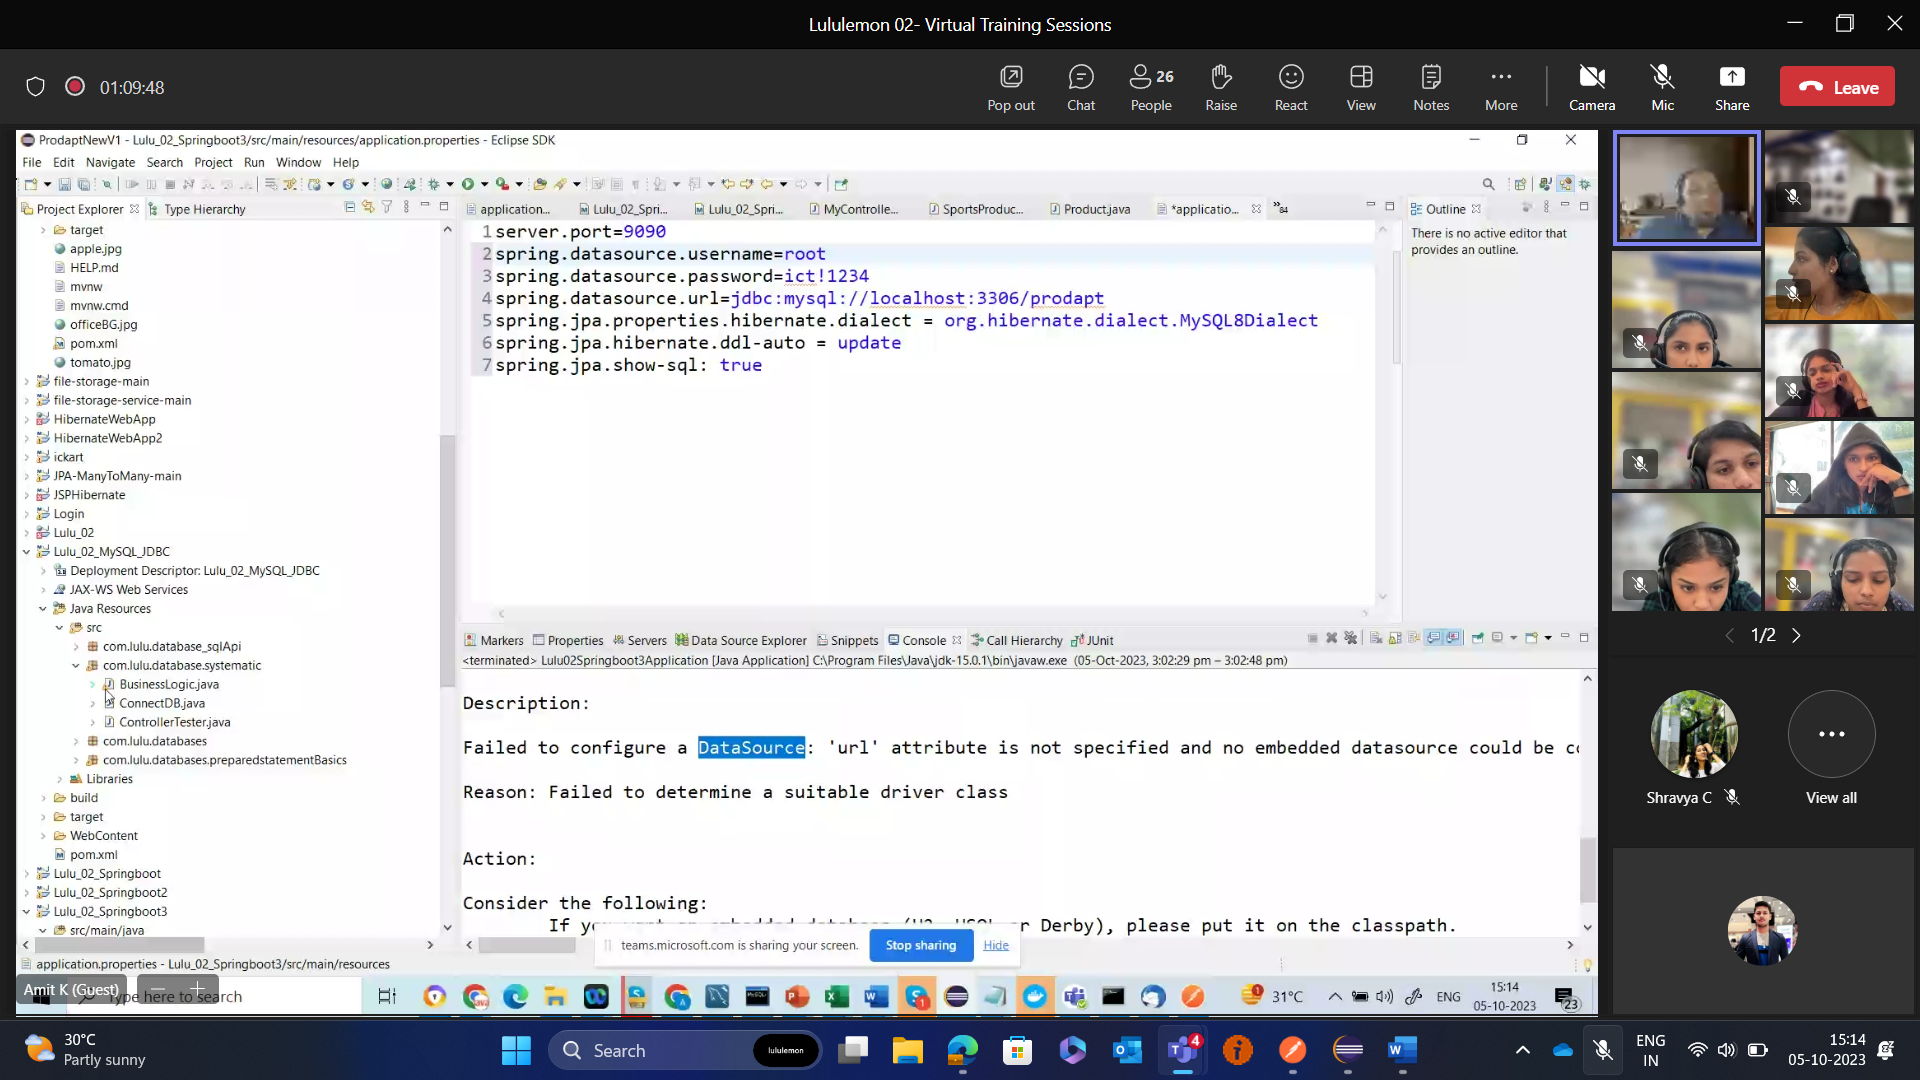 Lululemon 02- Virtual Training Sessions
01:09:48
Pop out
Chat
26
People
Raise
React
View
Notes
More
Camera
Mic
Share
Leave
ProdaptNewV1 - Lulu_02_Springboot3/src/main/resources/application.properties - Eclipse SDK
File Edit Navigate Search Project Run Window Help
Project Explorer
Type Hierarchy
target
apple.jpg
HELP.md
mvnw
mvnw.cmd
officeBG.jpg
pom.xml
tomato.jpg
file-storage-main
file-storage-service-main
HibernateWebApp
HibernateWebApp2
ickart
JPA-ManyToMany-main
JSPHibernate
Login
Lulu_02
Lulu_02_MySQL_JDBC
Deployment Descriptor: Lulu_02_MySQL_JDBC
JAX-WS Web Services
Java Resources
src
com.lulu.database_sqlApi
com.lulu.database.systematic
BusinessLogic.java
ConnectDB.java
ControllerTester.java
com.lulu.databases
com.lulu.databases.preparedstatementBasics
Libraries
build
target
WebContent
pom.xml
Lulu_02_Springboot
Lulu_02_Springboot2
Lulu_02_Springboot3
src/main/java
application...
Lulu_02_Spri...
Lulu_02_Spri...
MyControlle...
SportsProduc...
Product.java
*applicatio...
»84
1 server.port=9090
2 spring.datasource.username=root
3 spring.datasource.password=ict!1234
4 spring.datasource.url=jdbc:mysql://localhost:3306/prodapt
5 spring.jpa.properties.hibernate.dialect = org.hibernate.dialect.MySQL8Dialect
6 spring.jpa.hibernate.ddl-auto = update
7 spring.jpa.show-sql: true
Outline
There is no active editor that
provides an outline.
Markers
Properties
Servers
Data Source Explorer
Snippets
Console
Call Hierarchy
JUnit
<terminated> Lulu02Springboot3Application [Java Application] C:\Program Files\Java\jdk-15.0.1\bin\javaw.exe (05-Oct-2023, 3:02:29 pm – 3:02:48 pm)
Description:
Failed to configure a DataSource: 'url' attribute is not specified and no embedded datasource could be c
Reason: Failed to determine a suitable driver class
Action:
Consider the following:
If y
r Derby), please put it on the classpath.
teams.microsoft.com is sharing your screen.
Stop sharing
Hide
application.properties - Lulu_02_Springboot3/src/main/resources
Amit K (Guest)
Type here to search
31°C
ENG
15:14
05-10-2023
23
1/2
Shravya C
View all
30°C
Partly sunny
Search
lululemon
4
ENG
IN
15:14
05-10-2023